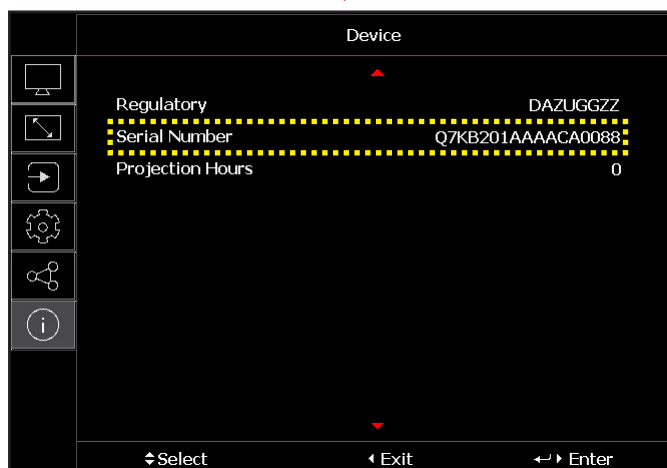 Device
Regulatory DAZUGGZZ
Serial Number Q7KB201AAAACA0088
Projection Hours 0
Select Exit Enter